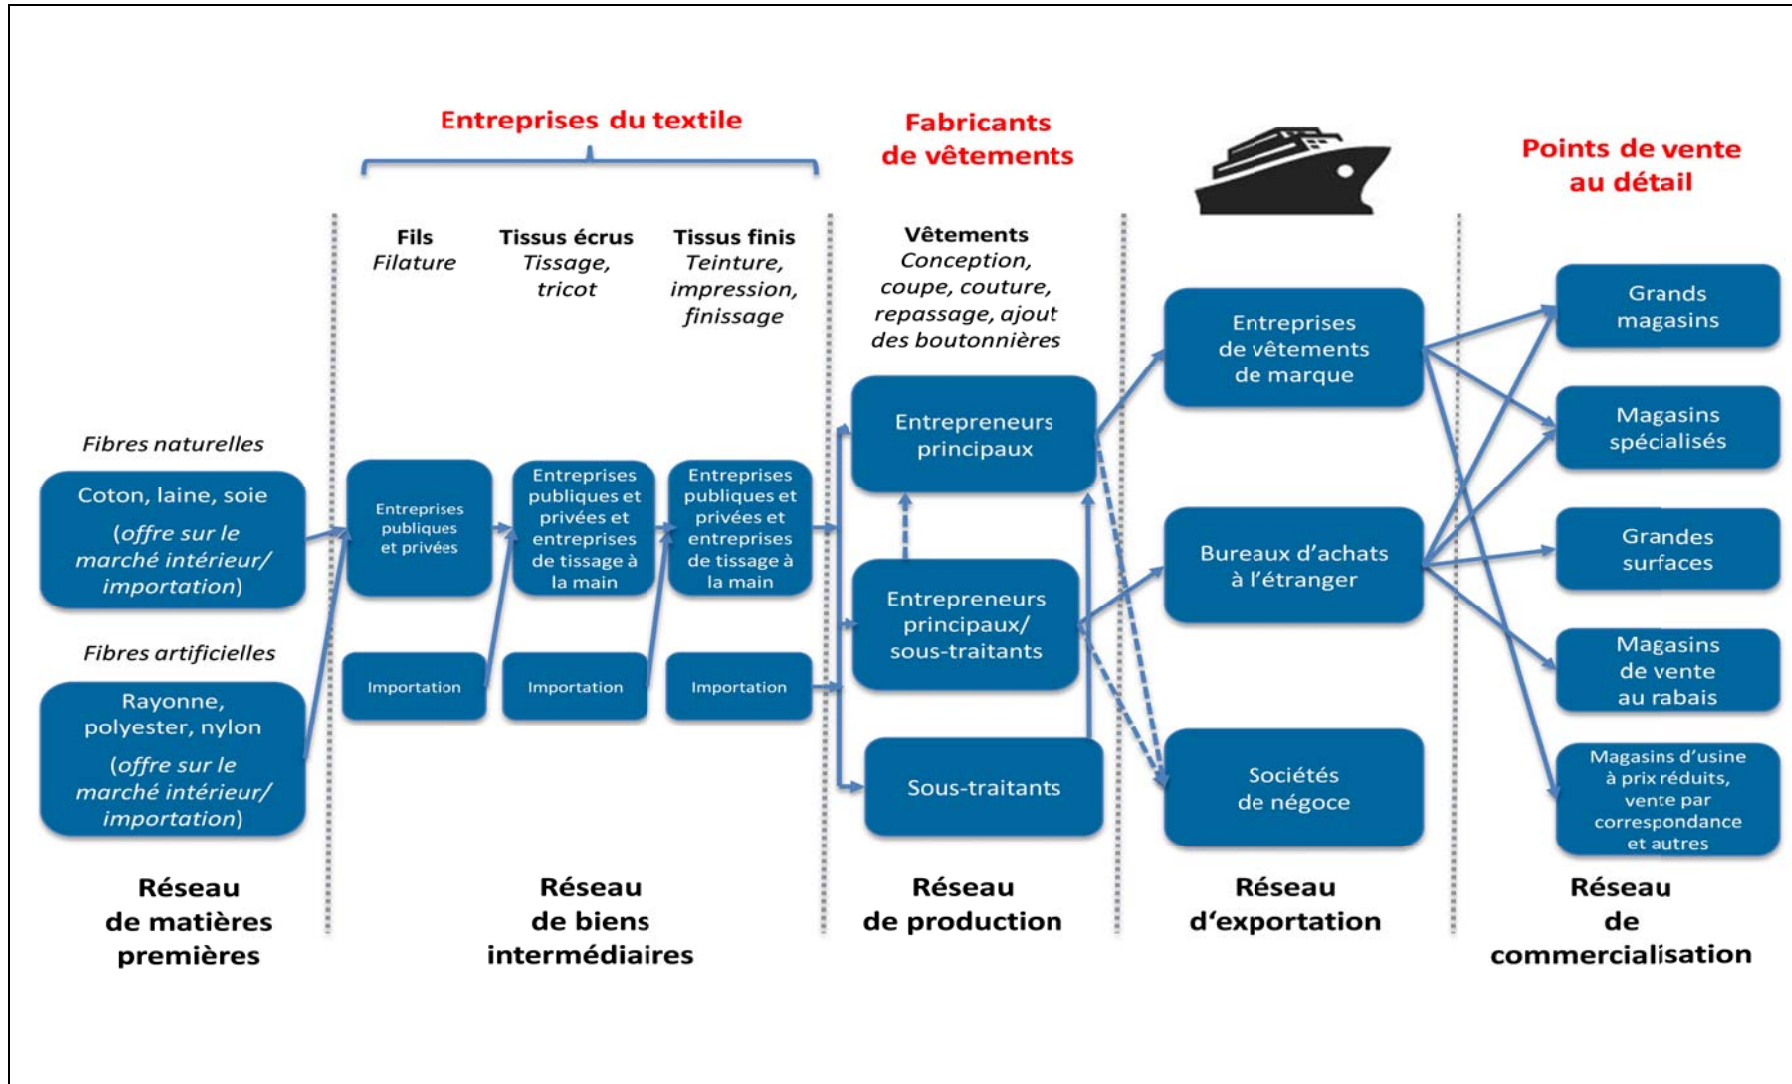 Entreprises du textile
Fabricants
de vêtements
Points de vente
au détail
Fils
Filature
Tissus écrus
Tissage,
tricot
Tissus finis
Teinture,
impression,
finissage
Vêtements
Conception,
coupe, couture,
repassage, ajout
des boutonnières
Fibres naturelles
Coton, laine, soie
(offre sur le
marché intérieur/
importation)
Fibres artificielles
Rayonne,
polyester, nylon
(offre sur le
marché intérieur/
importation)
Entreprises
publiques
et privées
Importation
Entreprises
publiques et
privées et
entreprises
de tissage à
la main
Importation
Entreprises
publiques et
privées et
entreprises
de tissage à
la main
Importation
Entrepreneurs
principaux
Entrepreneurs
principaux/
sous-traitants
Sous-traitants
Entreprises
de vêtements
de marque
Bureaux d’achats
à l’étranger
Sociétés
de négoce
Grands
magasins
Magasins
spécialisés
Grandes
surfaces
Magasins
de vente
au rabais
Magasins d’usine
à prix réduits,
vente par
correspondance
et autres
Réseau
de matières
premières
Réseau
de biens
intermédiaires
Réseau
de production
Réseau
d‘exportation
Réseau
de
commercialisation